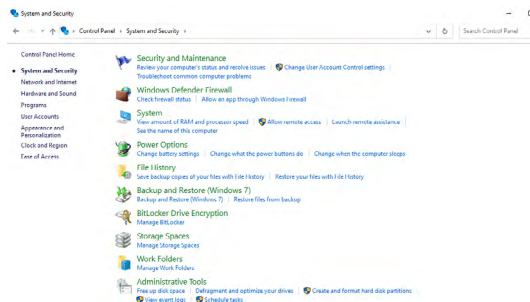 System and Security
Control Panel > System and Security >
Search Control Panel
Control Panel Home
System and Security
Network and Internet
Hardware and Sound
Programs
User Accounts
Appearance and
Personalization
Clock and Region
Ease of Access
Security and Maintenance
Review your computer's status and resolve issues | Change User Account Control settings |
Troubleshoot common computer problems
Windows Defender Firewall
Check firewall status | Allow an app through Windows Firewall
System
View amount of RAM and processor speed | Allow remote access | Launch remote assistance |
See the name of this computer
Power Options
Change battery settings | Change what the power buttons do | Change when the computer sleeps
File History
Save backup copies of your files with File History | Restore your files with File History
Backup and Restore (Windows 7)
Backup and Restore (Windows 7) | Restore files from backup
BitLocker Drive Encryption
Manage BitLocker
Storage Spaces
Manage Storage Spaces
Work Folders
Manage Work Folders
Administrative Tools
Free up disk space | Defragment and optimize your drives | Create and format hard disk partitions |
View event logs | Schedule tasks